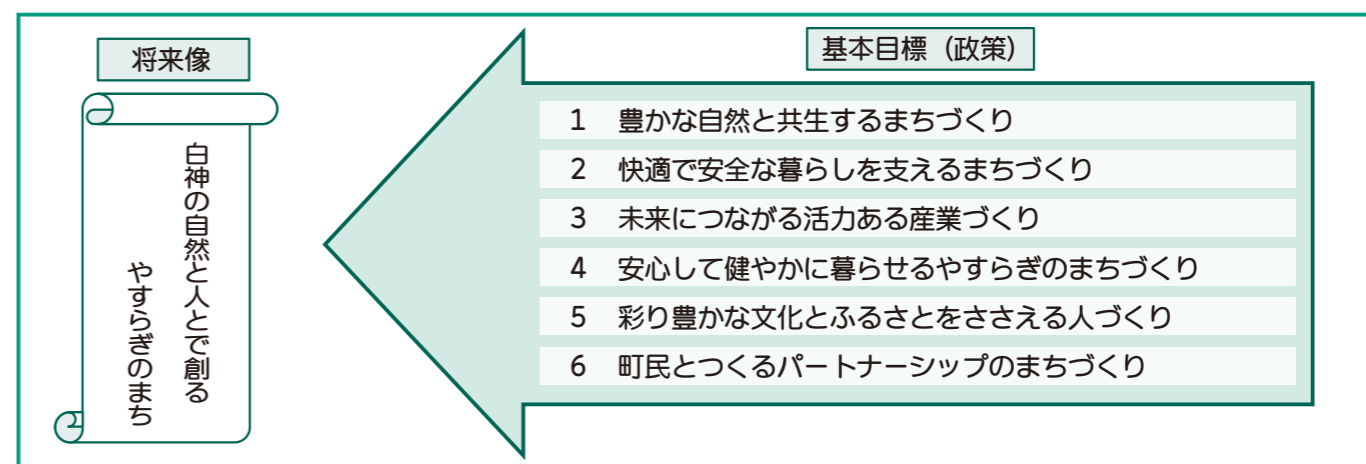 将来像
白神の自然と人とで創る
やすらぎのまち
基本目標（政策）
1 豊かな自然と共生するまちづくり
2 快適で安全な暮らしを支えるまちづくり
3 未来につながる活力ある産業づくり
4 安心して健やかに暮らせるやすらぎのまちづくり
5 彩り豊かな文化とふるさとをささえる人づくり
6 町民とつくるパートナーシップのまちづくり